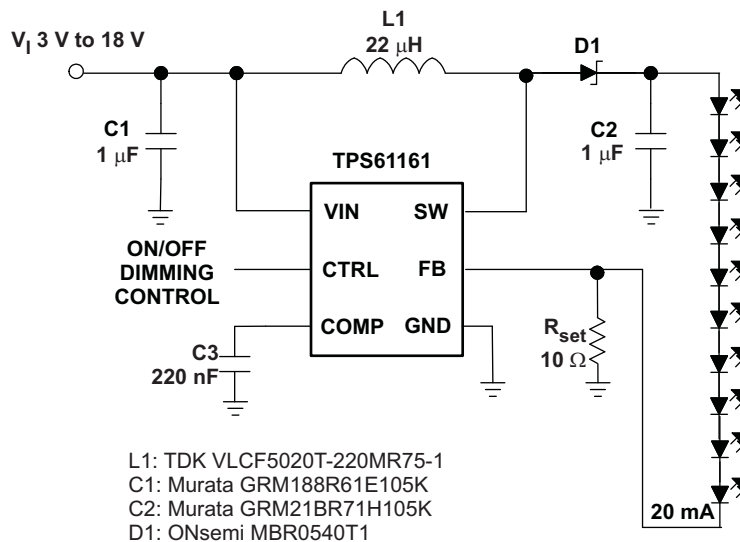 L1
22 μH
V_I 3 V to 18 V
D1
C1
1 μF
C2
1 μF
TPS61161
VIN SW
ON/OFF
DIMMING
CONTROL
CTRL FB
COMP GND
R_set
10 Ω
C3
220 nF
L1: TDK VLCF5020T-220MR75-1
C1: Murata GRM188R61E105K
C2: Murata GRM21BR71H105K
D1: ONsemi MBR0540T1
20 mA